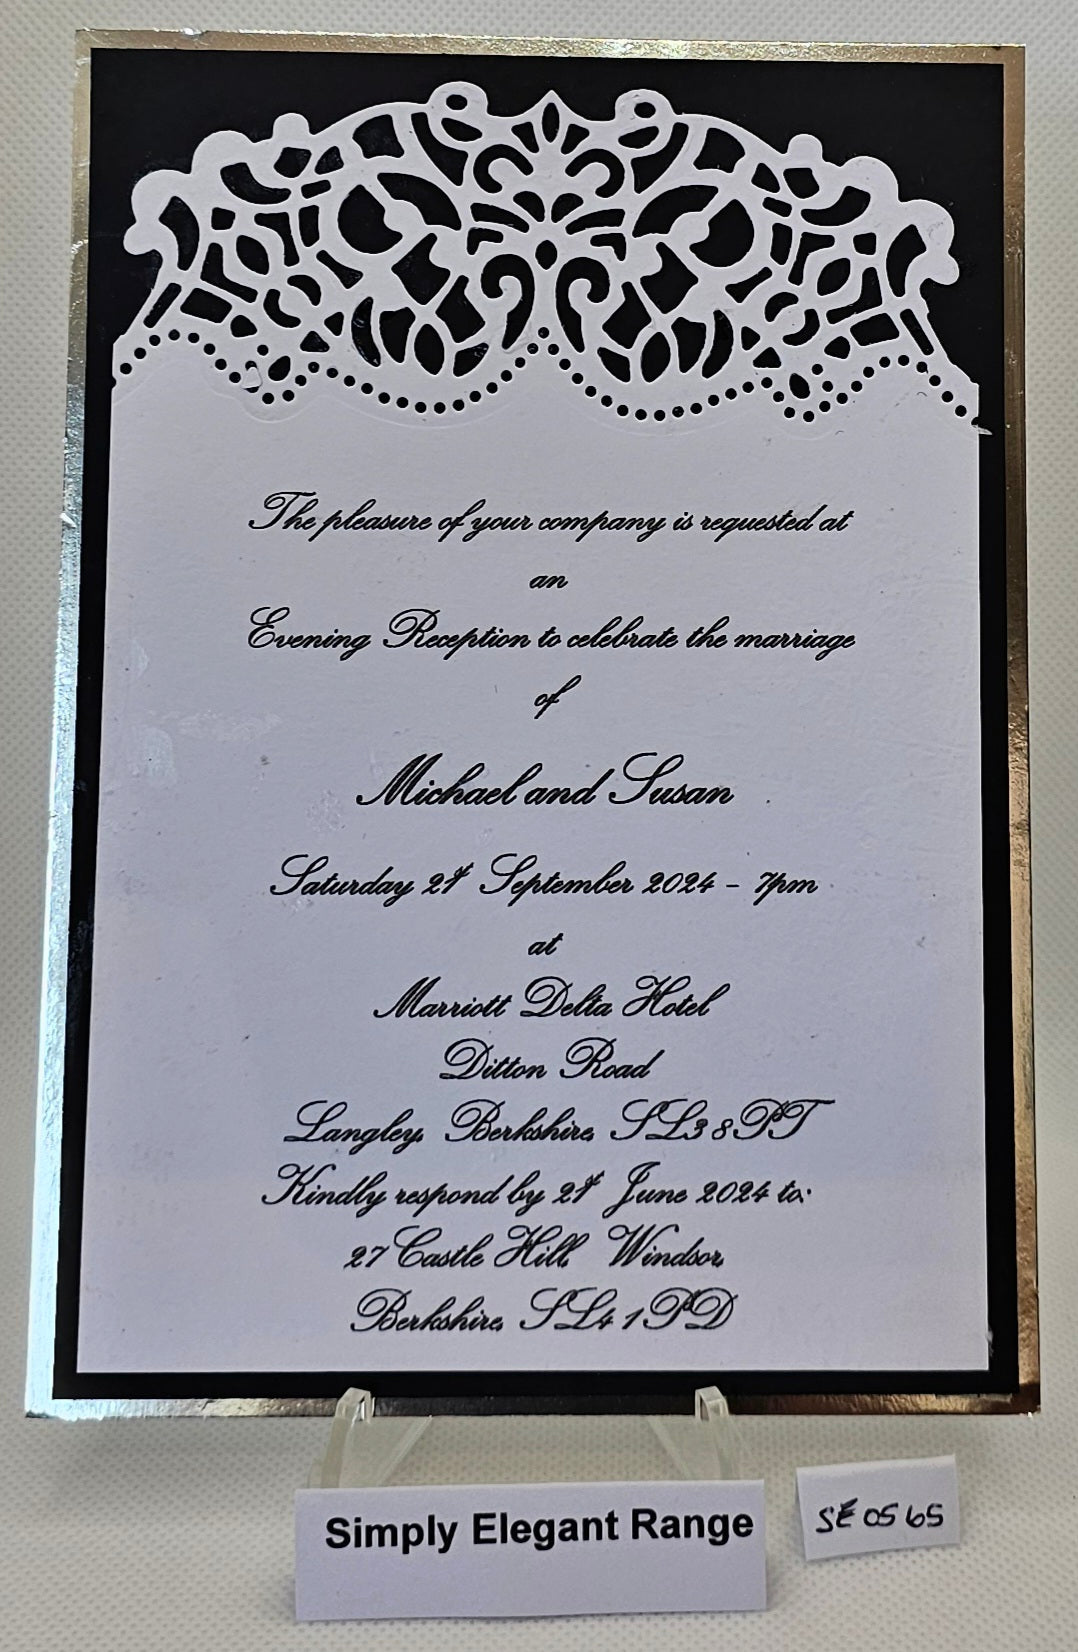 The pleasure of your company is requested at
an
Evening Reception to celebrate the marriage
of
Michael and Susan
Saturday 21st September 2024 - 7pm
at
Marriott Delta Hotel
Ditton Road
Langley, Berkshire, SL3 8PT
Kindly respond by 21st June 2024 to:
27 Castle Hill, Windsor,
Berkshire, SL4 1PD
Simply Elegant Range
SE0565